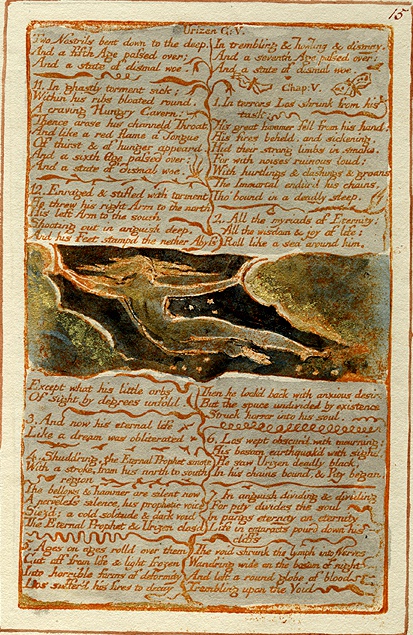 15
Urizen C: V.
Two Nostrils bent down to the deep.
And a fifth Age passed over;
And a state of dismal woe.
11. In ghastly torment sick;
Within his ribs bloated round,
A craving Hungry Cavern;
Thence arose his channeld Throat,
And like a red flame a Tongue
Of thirst & of hunger appeard
And a sixth Age passed over:
And a state of dismal woe.
12. Enraged & stifled with torment
He threw his right Arm to the north
His left Arm to the south
Shooting out in anguish deep,
And his Feet stampd the nether Abyss
In trembling & howling & dismay.
And a seventh Age passed over:
And a state of dismal woe.
Chap: V.
1. In terrors Los shrunk from his
task:
His great hammer fell from his hand:
His fires beheld, and sickening,
Hid their strong limbs in smoke.
For with noises ruinous loud;
With hurtlings & clashings & groans
The Immortal endur'd his chains,
Tho bound in a deadly sleep.
2. All the myriads of Eternity:
All the wisdom & joy of life:
Roll like a sea around him,
Except what his little orbs
Of sight by degrees unfold.
3. And now his eternal life
Like a dream was obliterated
4. Shudd'ring, the Eternal Prophet smote
With a stroke, from his north to south
region
The bellows & hammer are silent now
A nerveless silence, his prophetic voice
Siez'd; a cold solitude & dark void
The Eternal Prophet & Urizen clos'd
5. Ages on ages rolld over them
Cut off from life & light frozen
Into horrible forms of deformity
Los suffer'd his fires to decay
Then he look'd back with anxious desire
But the space undivided by existence
Struck horror into his soul.
6. Los wept obscur'd with mourning:
His bosom earthquak'd with sighs;
He saw Urizen deadly black,
In his chains bound, & Pity began,
7. In anguish dividing & dividing
For pity divides the soul
In pangs eternity on eternity
Life in cataracts pourd down his
cliffs
The void shrunk the lymph into Nerves
Wand'ring wide on the bosom of night
And left a round globe of blood
Trembling upon the Void